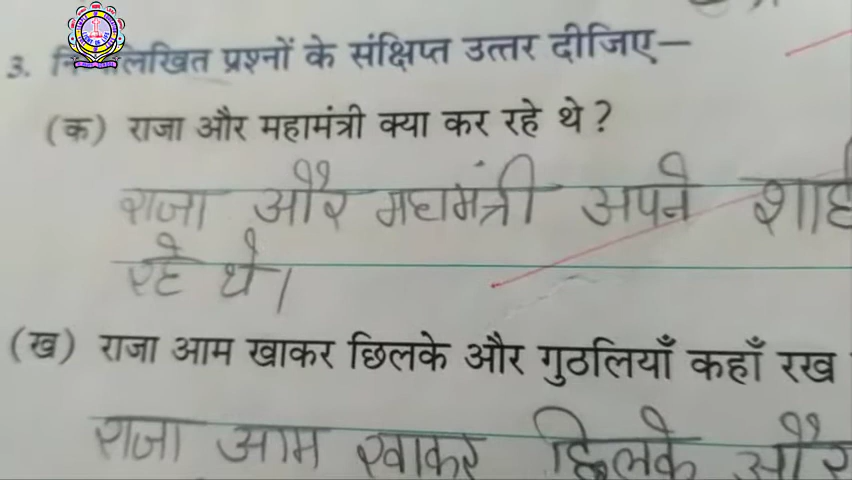 3. निम्नलिखित प्रश्नों के संक्षिप्त उत्तर दीजिए—
(क) राजा और महामंत्री क्या कर रहे थे?
राजा और महामंत्री अपने
रहे थे।
(ख) राजा आम खाकर छिलके और गुठलियाँ कहाँ रख
राजा आम खाकर छिलके और